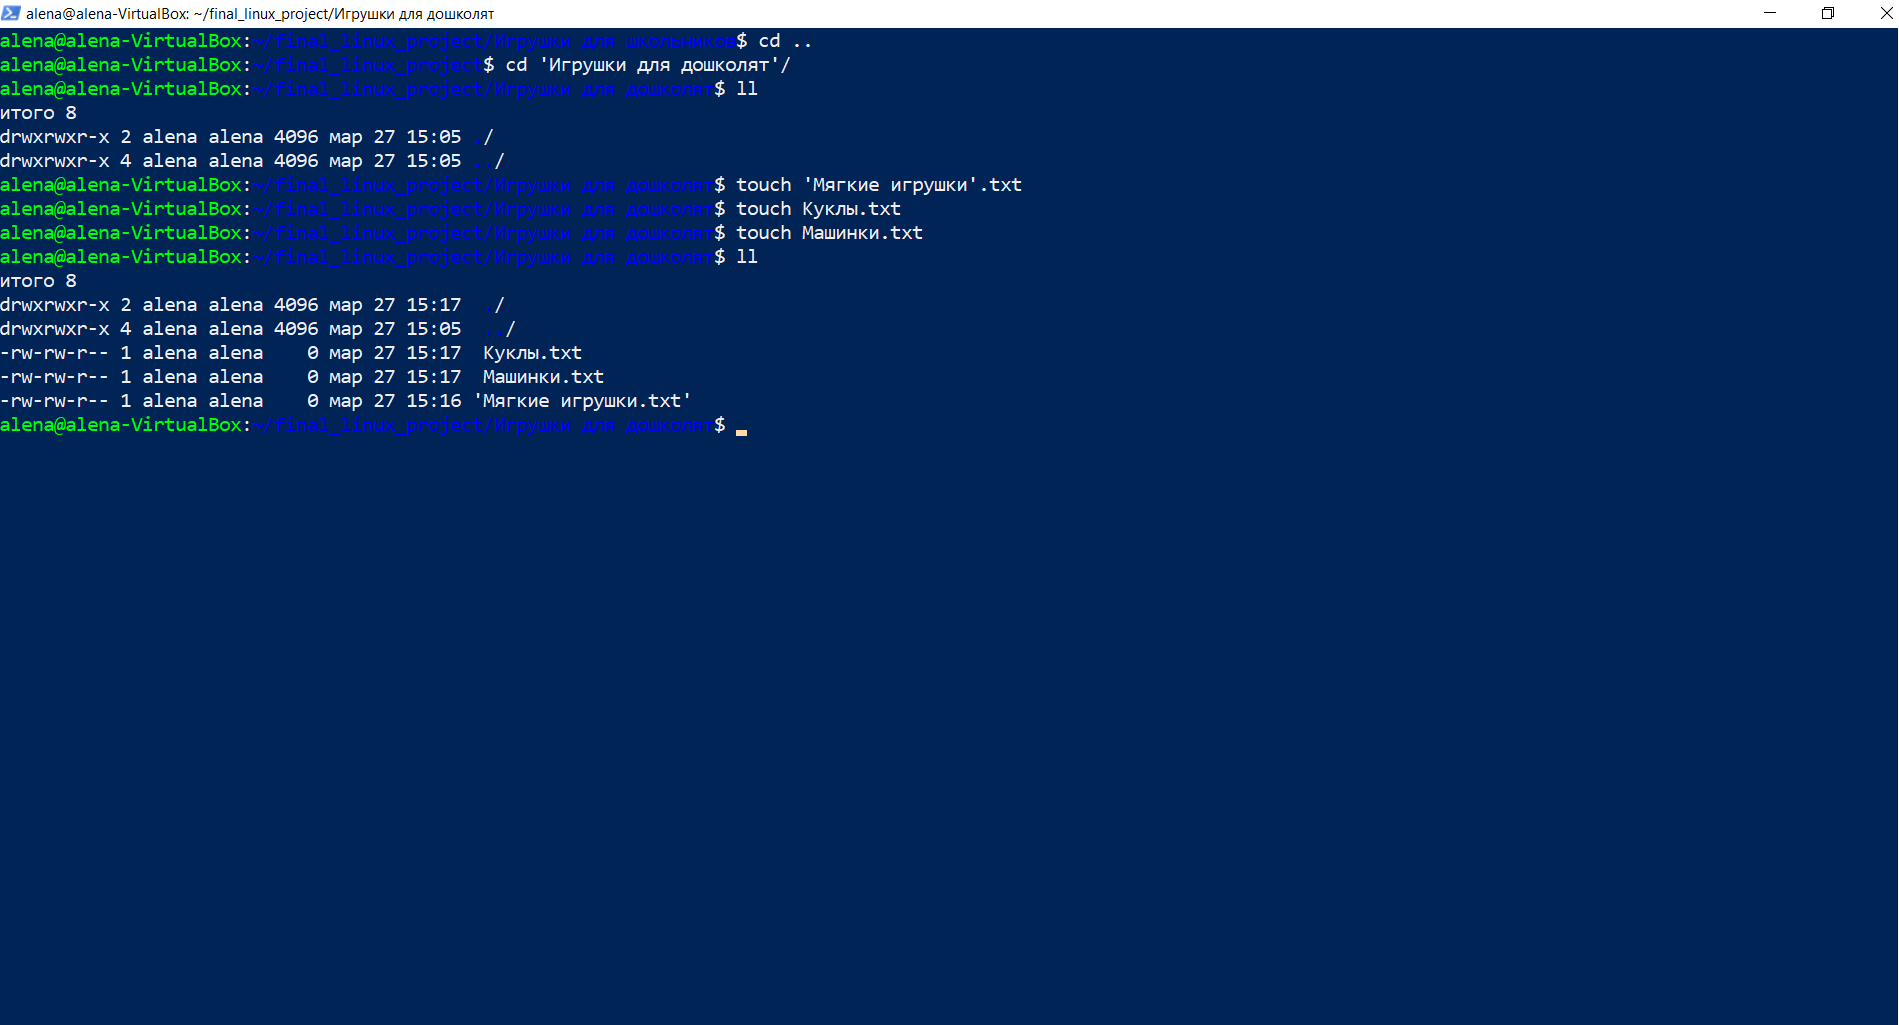 alena@alena-VirtualBox: ~/final_linux_project/Игрушки для дошколят
alena@alena-VirtualBox:~/final_linux_project/Игрушки для школьников$ cd ..
alena@alena-VirtualBox:~/final_linux_project$ cd 'Игрушки для дошколят'/
alena@alena-VirtualBox:~/final_linux_project/Игрушки для дошколят$ ll
итого 8
drwxrwxr-x 2 alena alena 4096 мар 27 15:05 ./
drwxrwxr-x 4 alena alena 4096 мар 27 15:05 ../
alena@alena-VirtualBox:~/final_linux_project/Игрушки для дошколят$ touch 'Мягкие игрушки'.txt
alena@alena-VirtualBox:~/final_linux_project/Игрушки для дошколят$ touch Куклы.txt
alena@alena-VirtualBox:~/final_linux_project/Игрушки для дошколят$ touch Машинки.txt
alena@alena-VirtualBox:~/final_linux_project/Игрушки для дошколят$ ll
итого 8
drwxrwxr-x 2 alena alena 4096 мар 27 15:17  ./
drwxrwxr-x 4 alena alena 4096 мар 27 15:05  ../
-rw-rw-r-- 1 alena alena    0 мар 27 15:17  Куклы.txt
-rw-rw-r-- 1 alena alena    0 мар 27 15:17  Машинки.txt
-rw-rw-r-- 1 alena alena    0 мар 27 15:16 'Мягкие игрушки.txt'
alena@alena-VirtualBox:~/final_linux_project/Игрушки для дошколят$